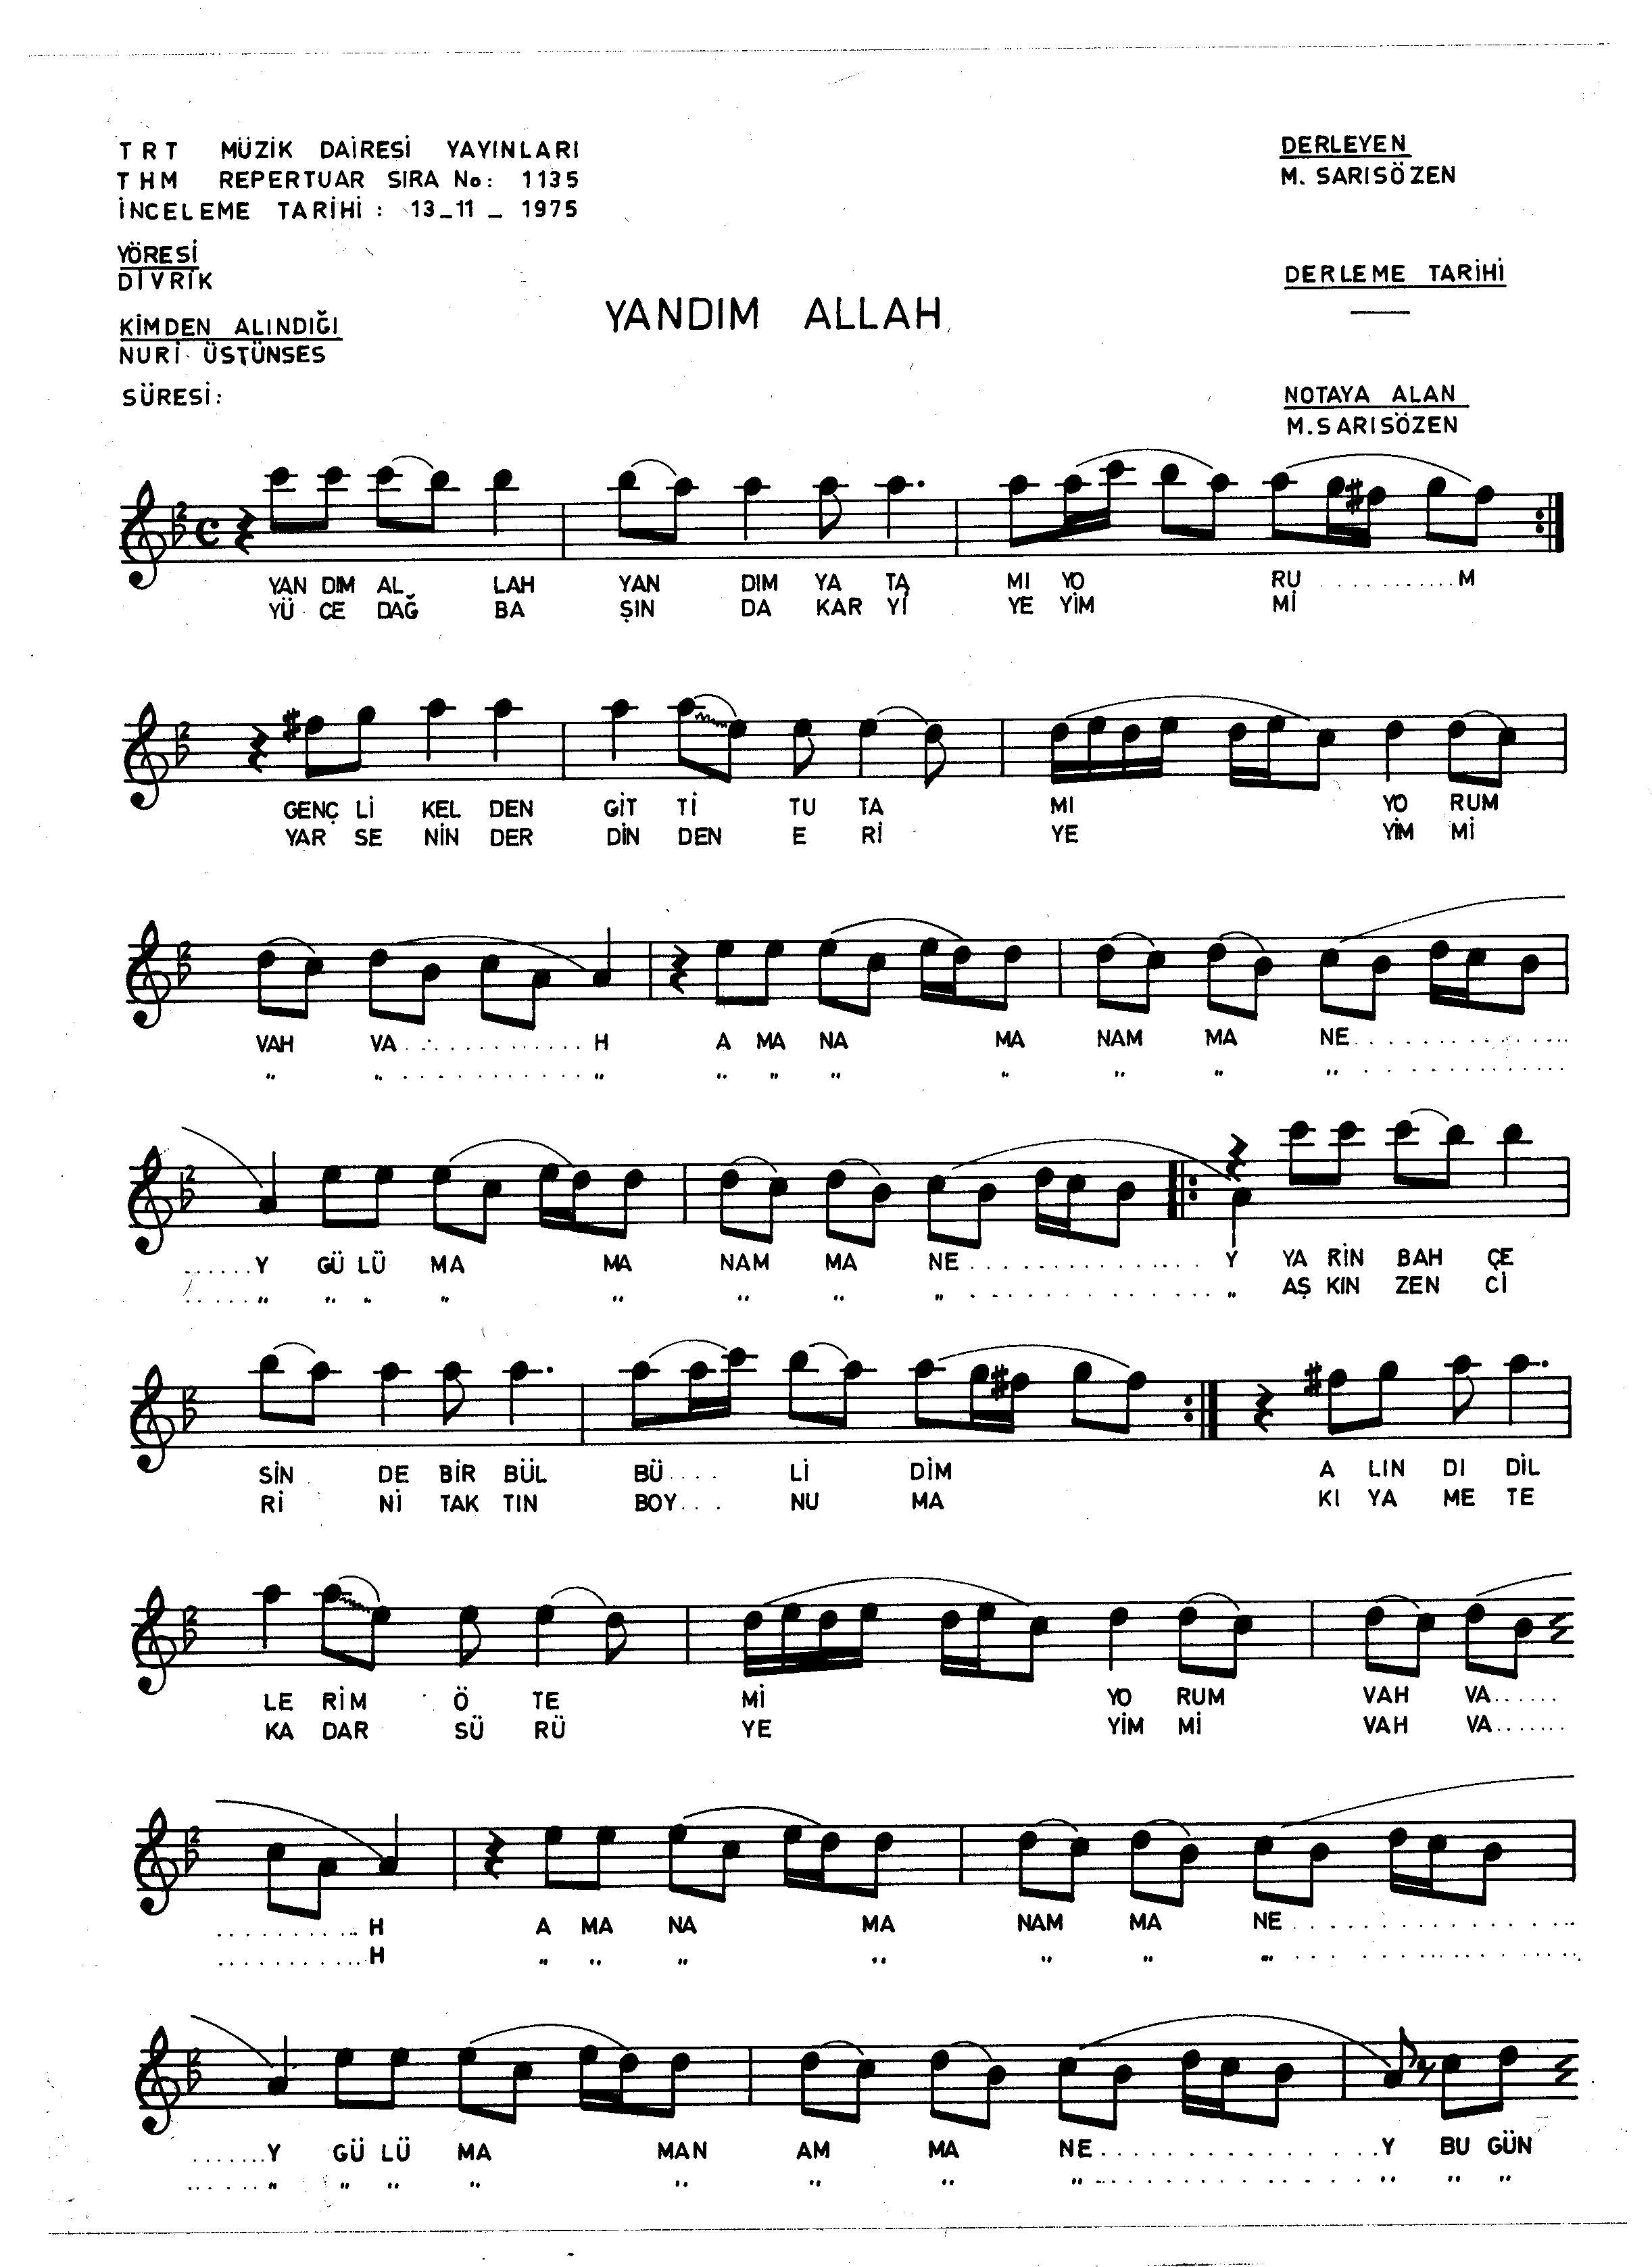 TRT MÜZİK DAİRESİ YAYINLARI
THM REPERTUAR SIRA No: 1135
İNCELEME TARİHİ : 13_11_1975
DERLEYEN
M. SARISÖZEN
YÖRESİ
DİVRİK
DERLEME TARİHİ
YANDIM ALLAH
KİMDEN ALINDIĞI
NURİ ÜSTÜNSES
SÜRESİ:
NOTAYA ALAN
M.SARISÖZEN
YAN DIM AL LAH YAN DIM YA TA MI YO RU ........... M
YÜ CE DAĞ BA ŞIN DA KAR Yİ YE YİM Mİ
GENÇ Lİ KEL DEN GİT Tİ TU TA MI YO RUM
YAR SE NİN DER DİN DEN E Rİ YE YİM Mİ
VAH VA ............ H A MA NA MA NAM MA NE ..............
" " ............ " " " " " " " " ..............
......Y GÜ LÜ MA MA NAM MA NE .............. Y YA RİN BAH ÇE
......" " " " " " " " .............. " AŞ KIN ZEN Cİ
SİN DE BİR BÜL BÜ.... Lİ DİM A LIN DI DİL
Rİ Nİ TAK TIN BOY... NU MA KI YA ME TE
LE RİM Ö TE Mİ YO RUM VAH VA......
KA DAR SÜ RÜ YE YİM Mİ VAH VA.......
...........H A MA NA MA NAM MA NE ................
...........H " " " " " " " ................
.......Y GÜ LÜ MA MAN AM MA NE ................Y BU GÜN
......." " " " " " " " ................" " "